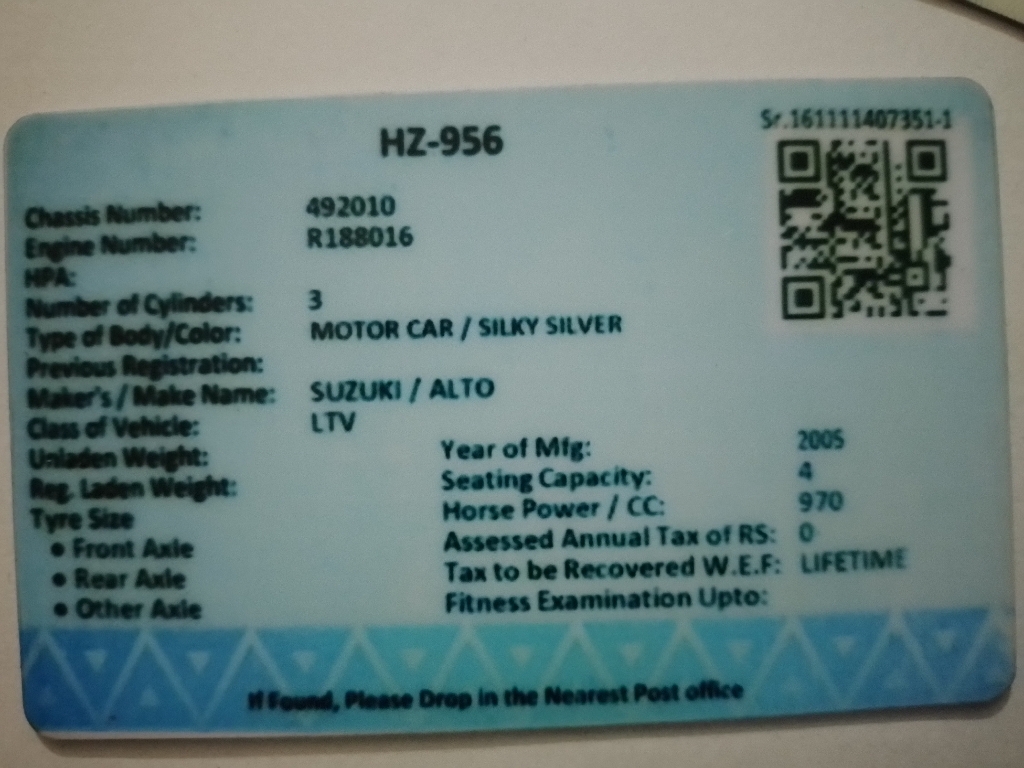 Sr.161111407351-1
HZ-956
Chassis Number: 492010
Engine Number: R188016
HPA:
Number of Cylinders: 3
Type of Body/Color: MOTOR CAR / SILKY SILVER
Previous Registration:
Maker's / Make Name: SUZUKI / ALTO
Class of Vehicle: LTV
Unladen Weight:
Reg. Laden Weight:
Tyre Size
• Front Axle
• Rear Axle
• Other Axle
Year of Mfg: 2005
Seating Capacity: 4
Horse Power / CC: 970
Assessed Annual Tax of RS: 0
Tax to be Recovered W.E.F: LIFETIME
Fitness Examination Upto:
If Found, Please Drop in the Nearest Post office